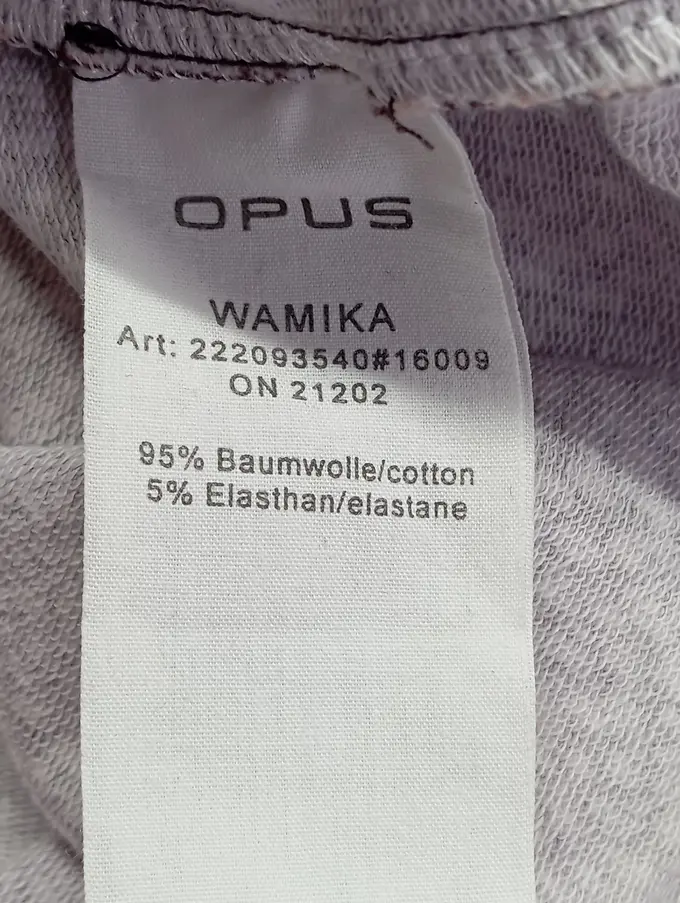 OPUS
WAMIKA
Art: 222093540#16009
ON 21202
95% Baumwolle/cotton
5% Elasthan/elastane